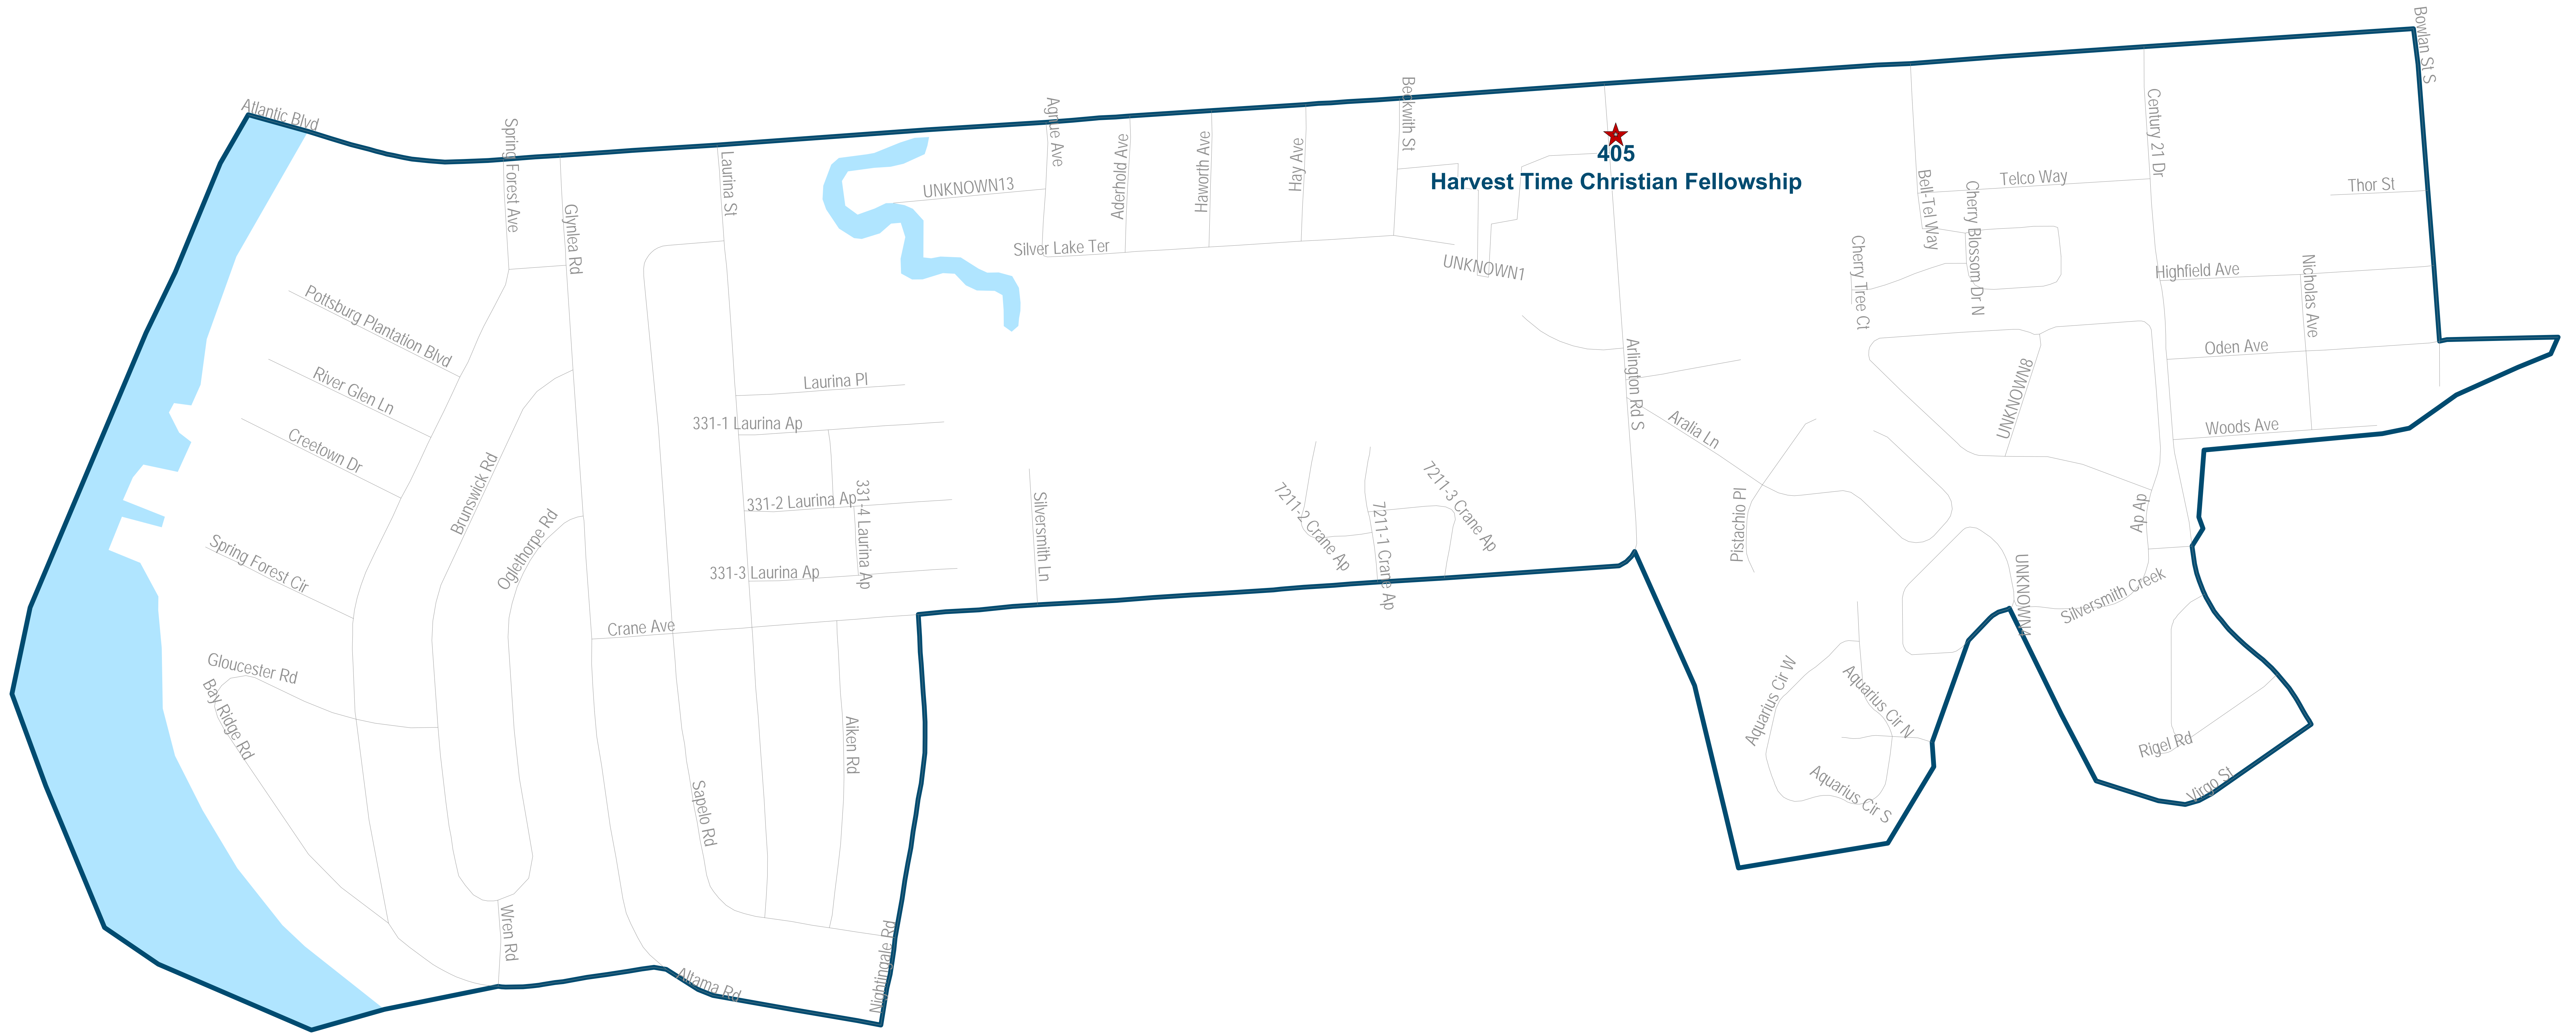 Bowlan St S
Atlantic Blvd
Spring Forest Ave
Glynlea Rd
Laurina St
Agnue Ave
Aderhold Ave
Haworth Ave
Hay Ave
Beckwith St
405
Harvest Time Christian Fellowship
Century 21 Dr
Bell-Tel Way
Telco Way
Thor St
UNKNOWN13
Silver Lake Ter
UNKNOWN1
Cherry Blossom Dr N
Cherry Tree Ct
Highfield Ave
Nicholas Ave
Pottsburg Plantation Blvd
River Glen Ln
Creetown Dr
Laurina Pl
331-1 Laurina Ap
Arlington Rd S
Aralia Ln
UNKNOWN8
Oden Ave
Woods Ave
Brunswick Rd
Oglethorpe Rd
331-2 Laurina Ap
331-4 Laurina Ap
331-3 Laurina Ap
Silversmith Ln
7211-2 Crane Ap
7211-1 Crane Ap
7211-3 Crane Ap
Pistachio Pl
Ap Ap
Spring Forest Cir
Crane Ave
UNKNOWN4
Silversmith Creek
Gloucester Rd
Bay Ridge Rd
Aiken Rd
Sapelo Rd
Aquarius Cir W
Aquarius Cir N
Aquarius Cir S
Rigel Rd
Virgo St
Wren Rd
Altama Rd
Nightingale Rd